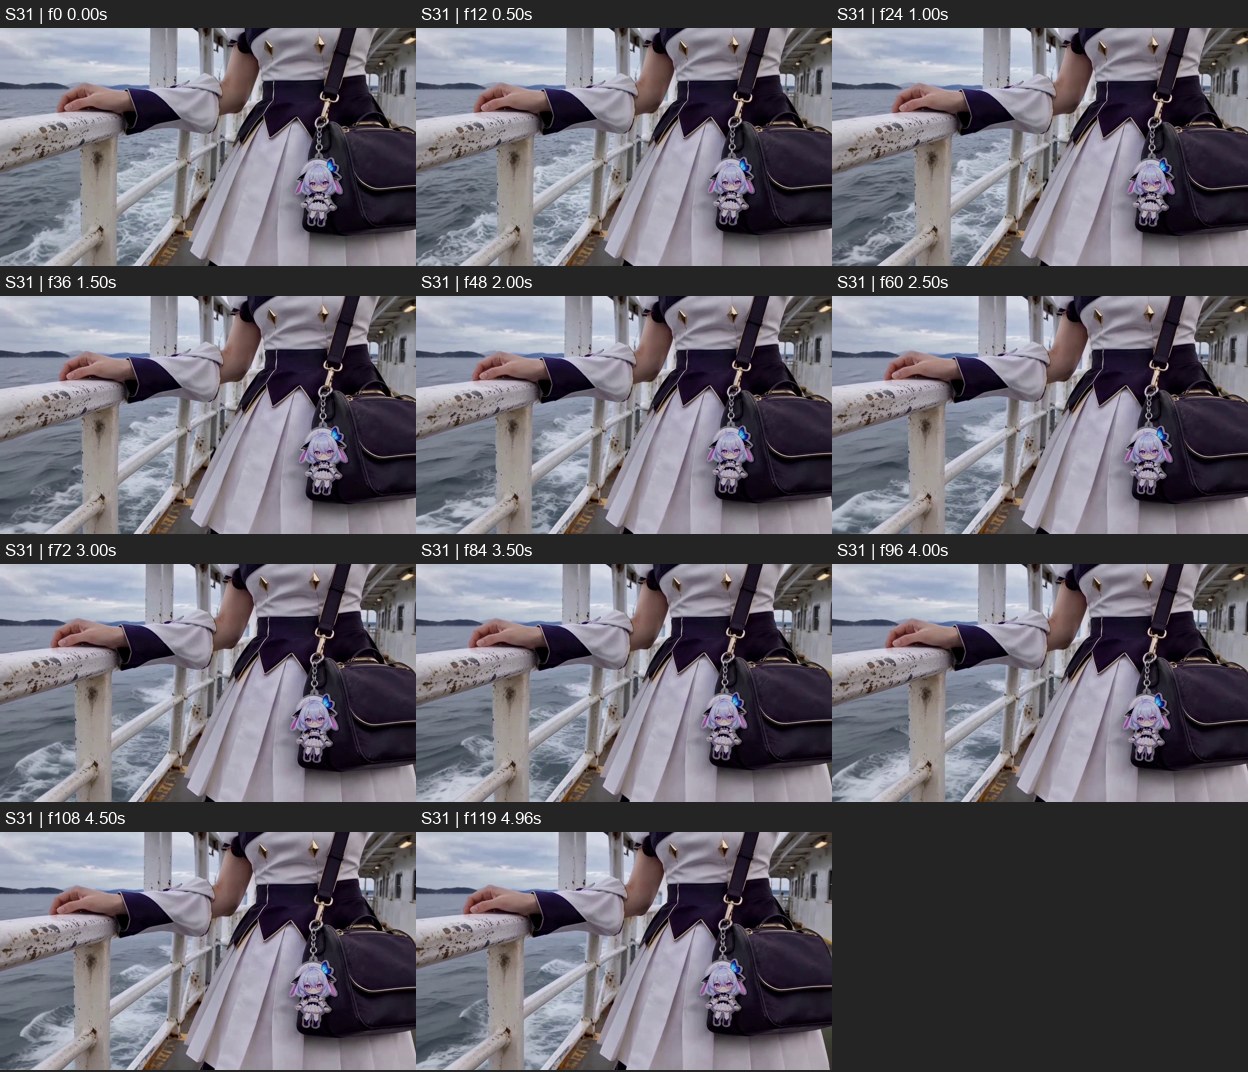 S31 | f0 0.00s
S31 | f12 0.50s
S31 | f24 1.00s
S31 | f36 1.50s
S31 | f48 2.00s
S31 | f60 2.50s
S31 | f72 3.00s
S31 | f84 3.50s
S31 | f96 4.00s
S31 | f108 4.50s
S31 | f119 4.96s